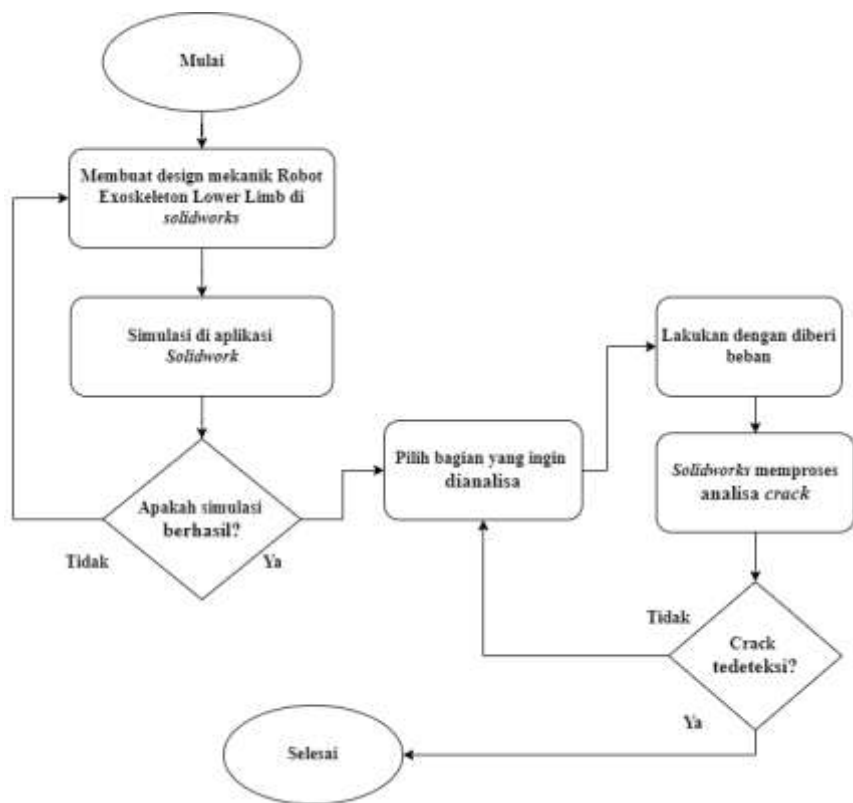 Mulai
Membuat design mekanik Robot
Exoskeleton Lower Limb di
solidworks
Simulasi di aplikasi
Solidwork
Apakah simulasi
berhasil?
Tidak
Ya
Pilih bagian yang ingin
dianalisa
Lakukan dengan diberi
beban
Solidworks memproses
analisa crack
Tidak
Crack
tedeteksi?
Ya
Selesai